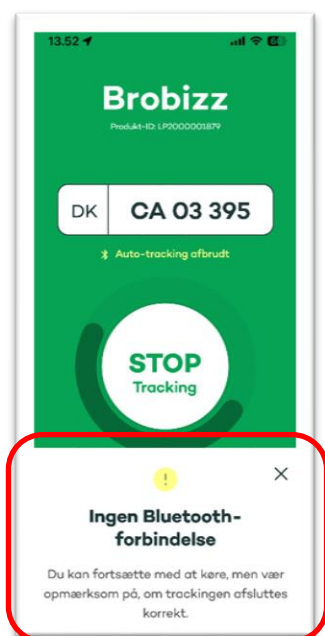 13.52
Brobizz
Produkt-ID: LP2000001879
DK CA 03 395
Auto-tracking afbrudt
STOP
Tracking
!
Ingen Bluetooth-
forbindelse
Du kan fortsætte med at køre, men vær
opmærksom på, om trackingen afsluttes
korrekt.